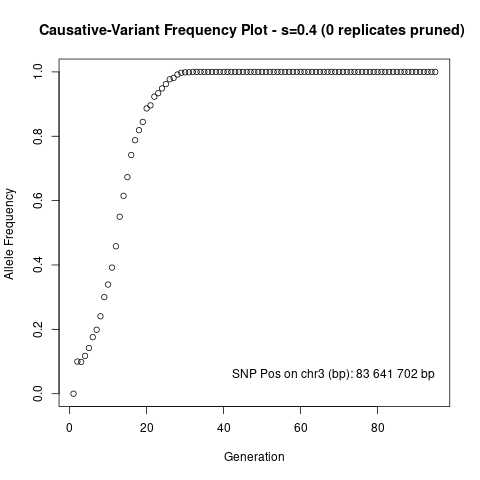 Causative-Variant Frequency Plot - s=0.4 (0 replicates pruned)
1.0
0.8
0.6
0.4
0.2
0.0
Allele Frequency
SNP Pos on chr3 (bp): 83 641 702 bp
0 20 40 60 80
Generation